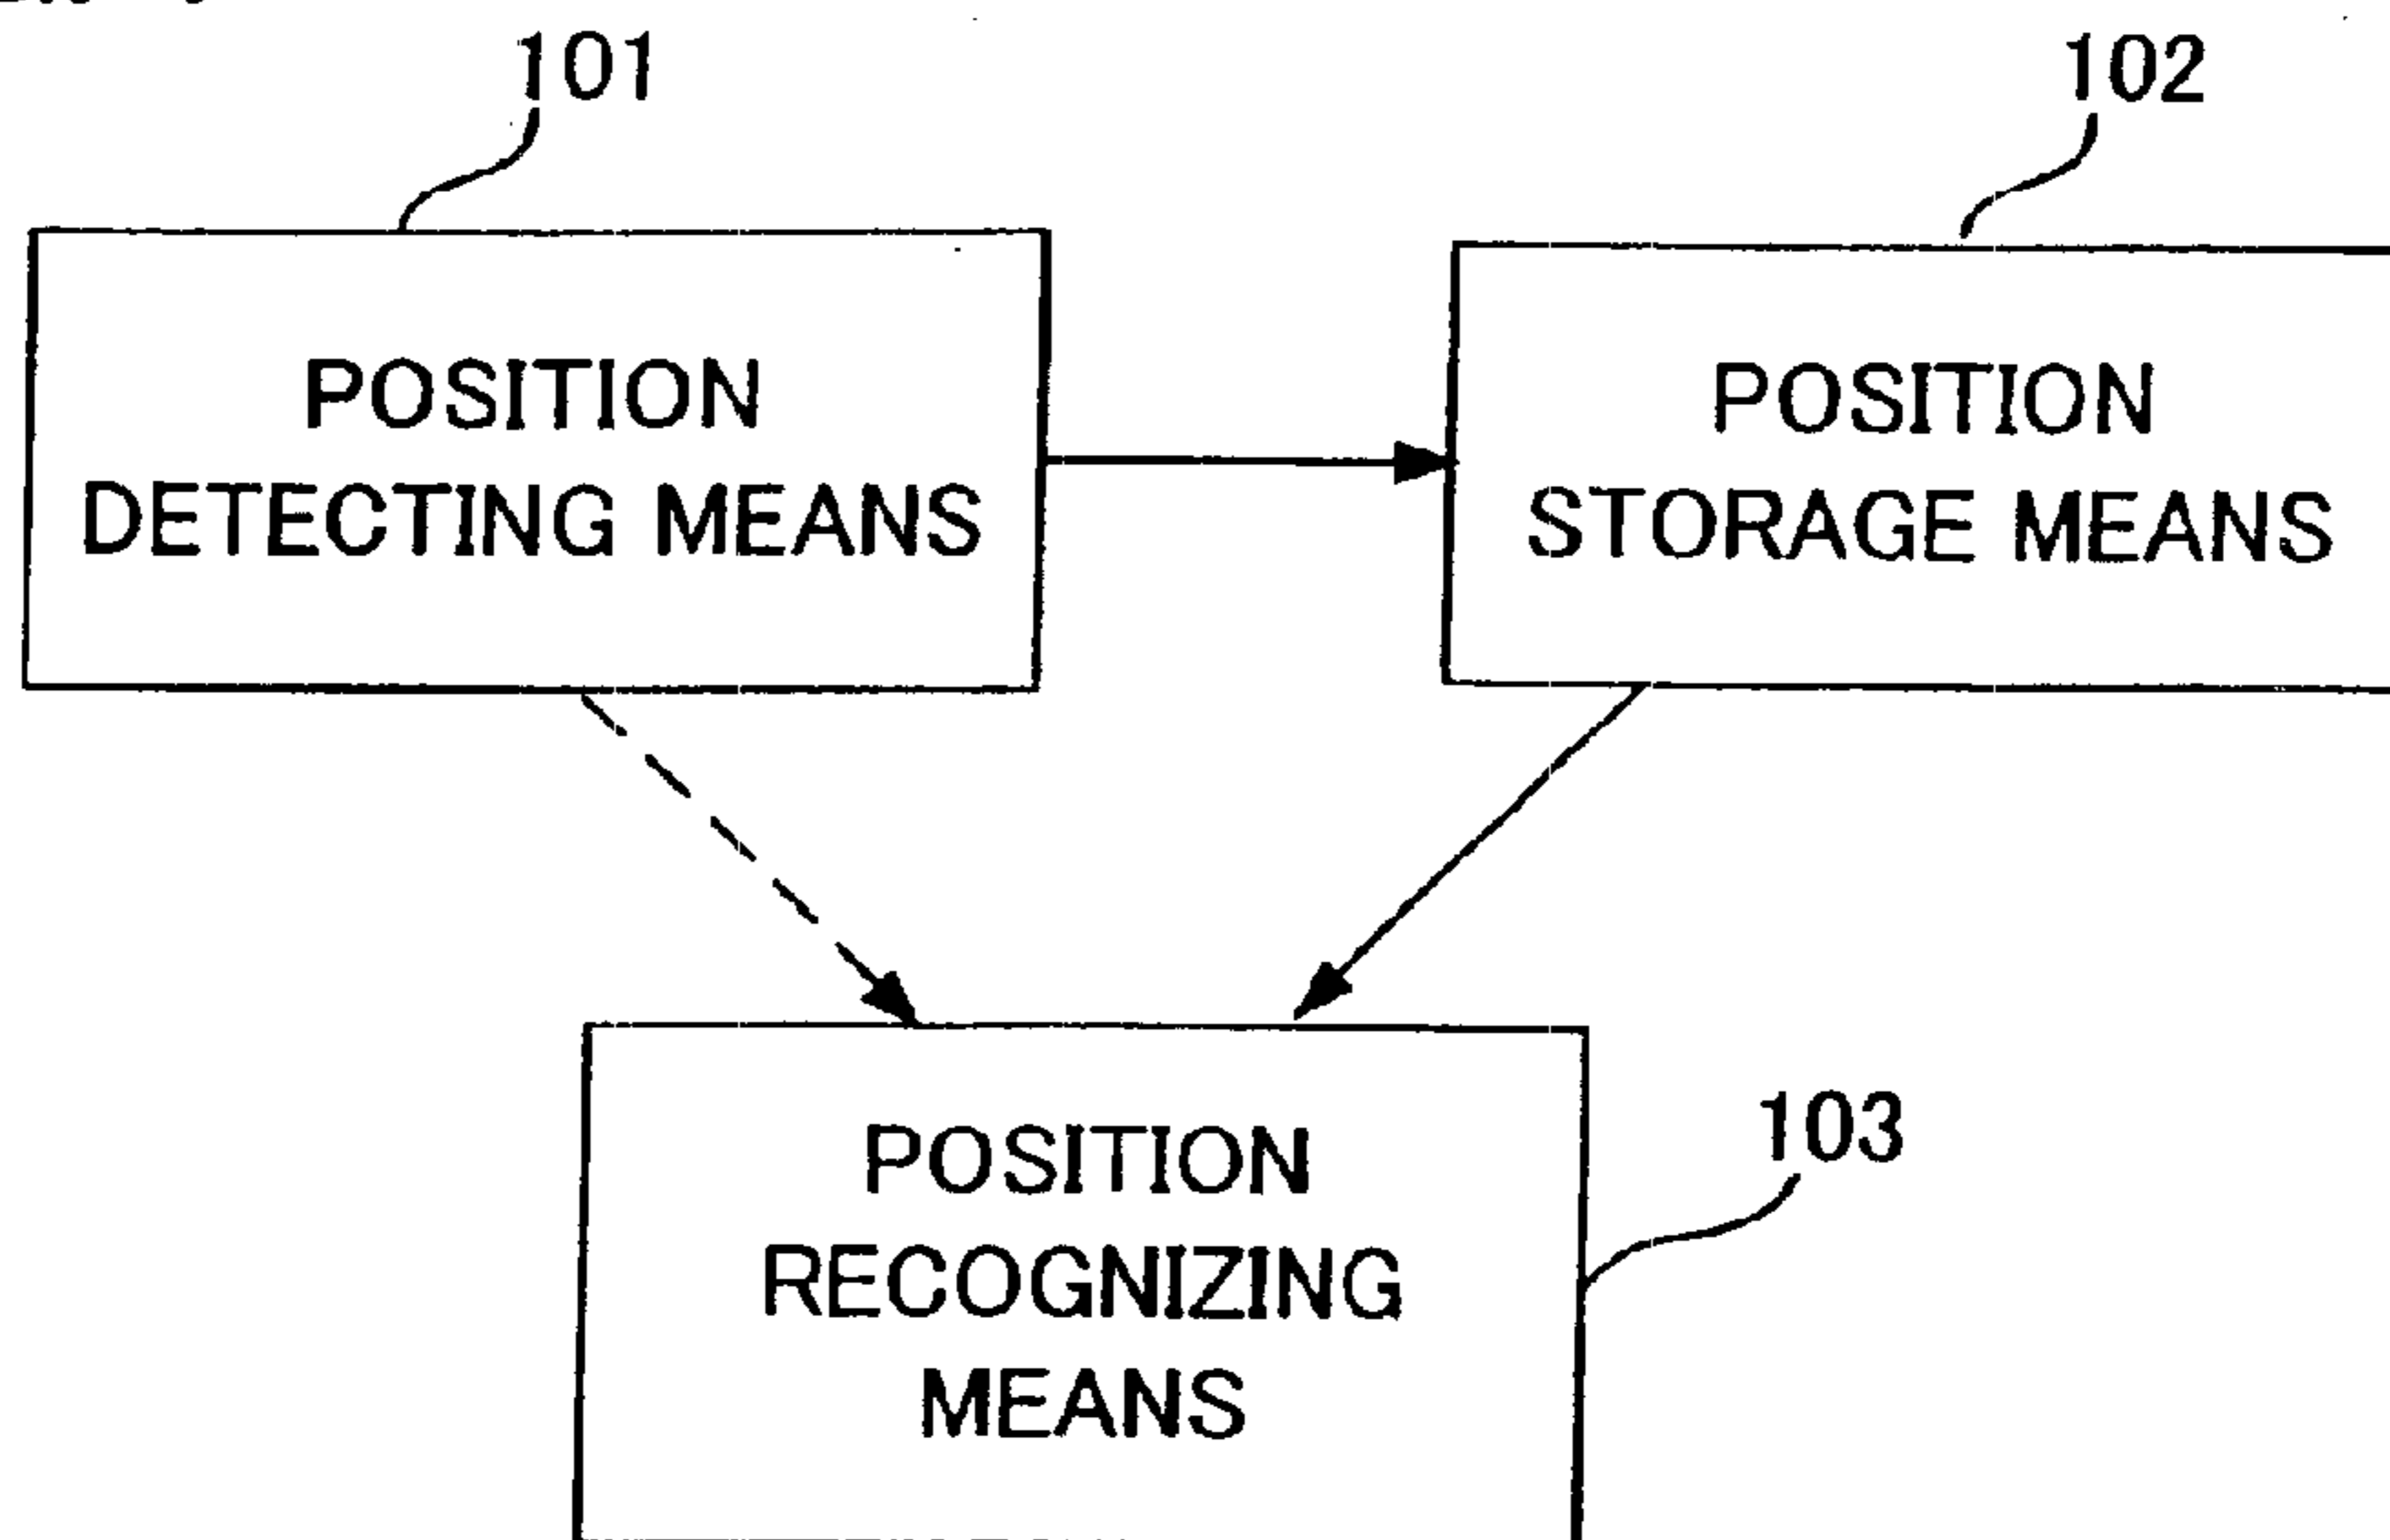 101
102
POSITION
DETECTING MEANS
POSITION
STORAGE MEANS
POSITION
RECOGNIZING
MEANS
103